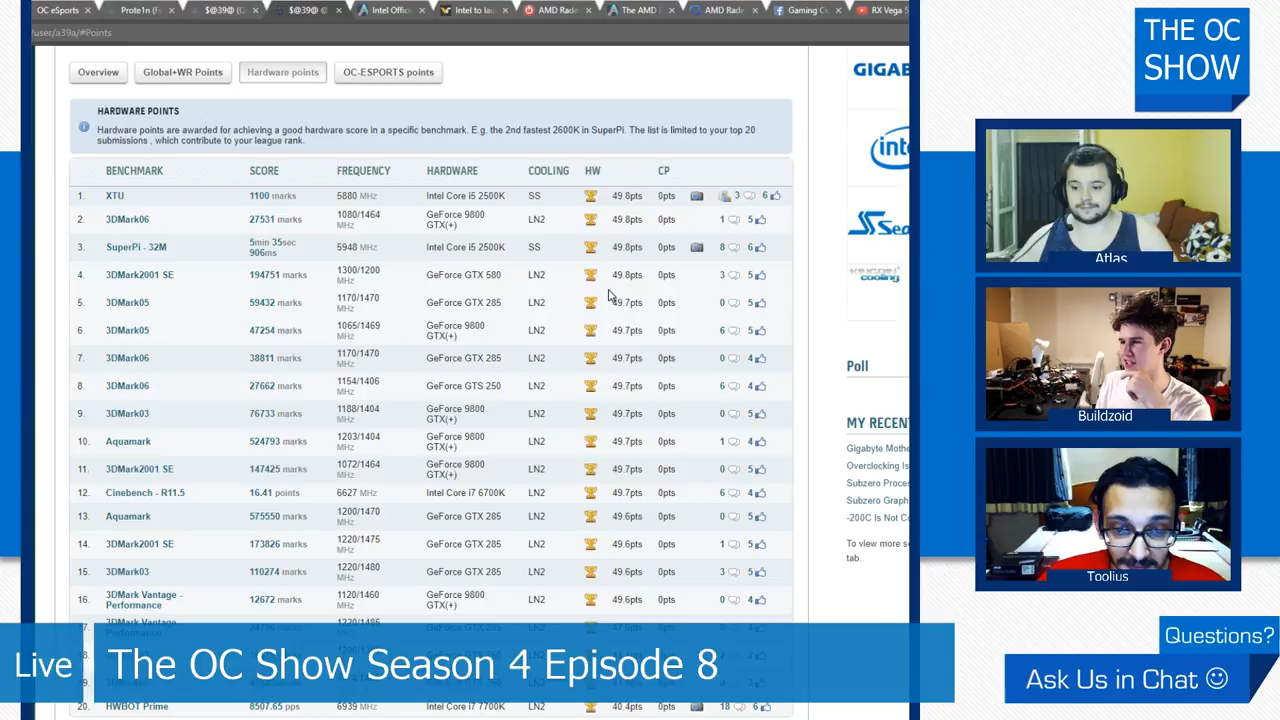 OC eSports
Prote1n (
$@39@ (
$@39@
Intel Offic
Intel to lau
AMD Rade
The AMD
AMD Rade
Gaming C
RX Vega 5
/user/a39a/#Points
Overview
Global+WR Points
Hardware points
OC-ESPORTS points
HARDWARE POINTS
Hardware points are awarded for achieving a good hardware score in a specific benchmark. E.g. the 2nd fastest 2600K in SuperPi. The list is limited to your top 20
submissions , which contribute to your league rank.
BENCHMARK SCORE FREQUENCY HARDWARE COOLING HW CP
1. XTU 1100 marks 5880 MHz Intel Core i5 2500K SS 49.8pts 0pts 3 6
2. 3DMark06 27531 marks 1080/1464 MHz GeForce 9800 GTX(+) LN2 49.8pts 0pts 1 5
3. SuperPi - 32M 5min 35sec 906ms 5948 MHz Intel Core i5 2500K SS 49.8pts 0pts 8 6
4. 3DMark2001 SE 194751 marks 1300/1200 MHz GeForce GTX 580 LN2 49.8pts 0pts 3 5
5. 3DMark05 59432 marks 1170/1470 MHz GeForce GTX 285 LN2 49.7pts 0pts 0 5
6. 3DMark05 47254 marks 1065/1469 MHz GeForce 9800 GTX(+) LN2 49.7pts 0pts 6 5
7. 3DMark06 38811 marks 1170/1470 MHz GeForce GTX 285 LN2 49.7pts 0pts 0 4
8. 3DMark06 27662 marks 1154/1406 MHz GeForce GTS 250 LN2 49.7pts 0pts 6 4
9. 3DMark03 76733 marks 1188/1404 MHz GeForce 9800 GTX(+) LN2 49.7pts 0pts 0 5
10. Aquamark 524793 marks 1203/1404 MHz GeForce 9800 GTX(+) LN2 49.7pts 0pts 1 4
11. 3DMark2001 SE 147425 marks 1072/1464 MHz GeForce 9800 GTX(+) LN2 49.7pts 0pts 0 5
12. Cinebench - R11.5 16.41 points 6627 MHz Intel Core i7 6700K LN2 49.7pts 0pts 6 4
13. Aquamark 575550 marks 1200/1470 MHz GeForce GTX 285 LN2 49.6pts 0pts 0 5
14. 3DMark2001 SE 173826 marks 1220/1475 MHz GeForce GTX 285 LN2 49.6pts 0pts 1 5
15. 3DMark03 110274 marks 1220/1480 MHz GeForce GTX 285 LN2 49.6pts 0pts 3 5
16. 3DMark Vantage - Performance 12672 marks 1120/1460 MHz GeForce 9800 GTX(+) LN2 49.6pts 0pts 0 4
3DMark Vantage
20. HWBOT Prime 8507.65 pps 6939 MHz Intel Core i7 7700K LN2 40.4pts 0pts 18 6
GIGAB
intel
Sea
KINGPIN
cooling
Poll
MY RECEN
Gigabyte Moth
Overclocking Is
Subzero Proce
Subzero Graph
-200C Is Not C
To view more s
tab.
THE OC
SHOW
Atlas
Buildzoid
Toolius
Questions?
Ask Us in Chat
Live The OC Show Season 4 Episode 8